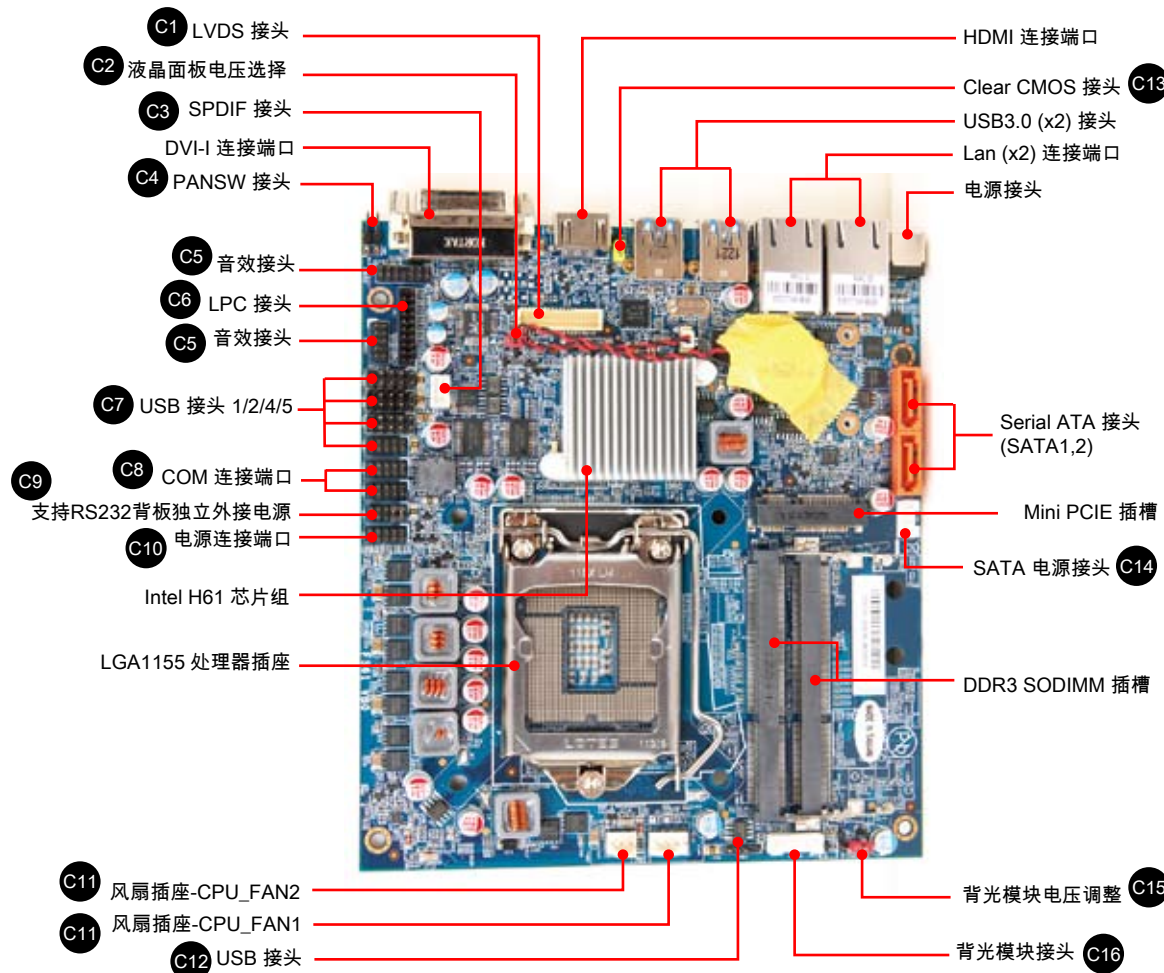 C1 LVDS 接头
C2 液晶面板电压选择
C3 SPDIF 接头
DVI-I 连接端口
C4 PANSW 接头
C5 音效接头
C6 LPC 接头
C5 音效接头
C7 USB 接头 1/2/4/5
C8 COM 连接端口
C9
支持RS232背板独立外接电源
C10 电源连接端口
Intel H61 芯片组
LGA1155 处理器插座
C11 风扇插座-CPU_FAN2
C11 风扇插座-CPU_FAN1
C12 USB 接头
HDMI 连接端口
Clear CMOS 接头 C13
USB3.0 (x2) 接头
Lan (x2) 连接端口
电源接头
Serial ATA 接头
(SATA1,2)
Mini PCIE 插槽
SATA 电源接头 C14
DDR3 SODIMM 插槽
背光模块电压调整 C15
背光模块接头 C16
1221
LOTES
Pb